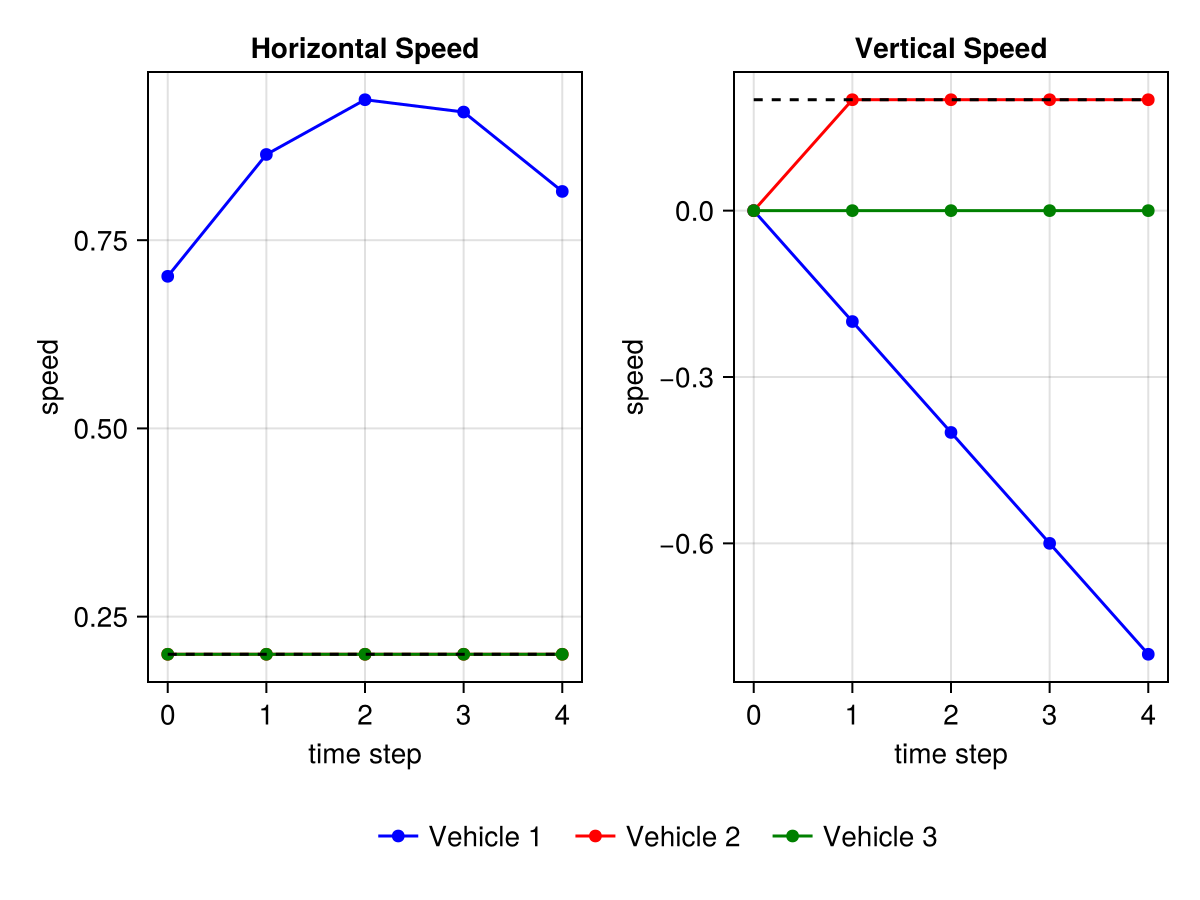 Horizontal Speed
speed
0.75
0.50
0.25
0
1
2
3
4
time step
Vertical Speed
speed
0.0
−0.3
−0.6
0
1
2
3
4
time step
Vehicle 1
Vehicle 2
Vehicle 3